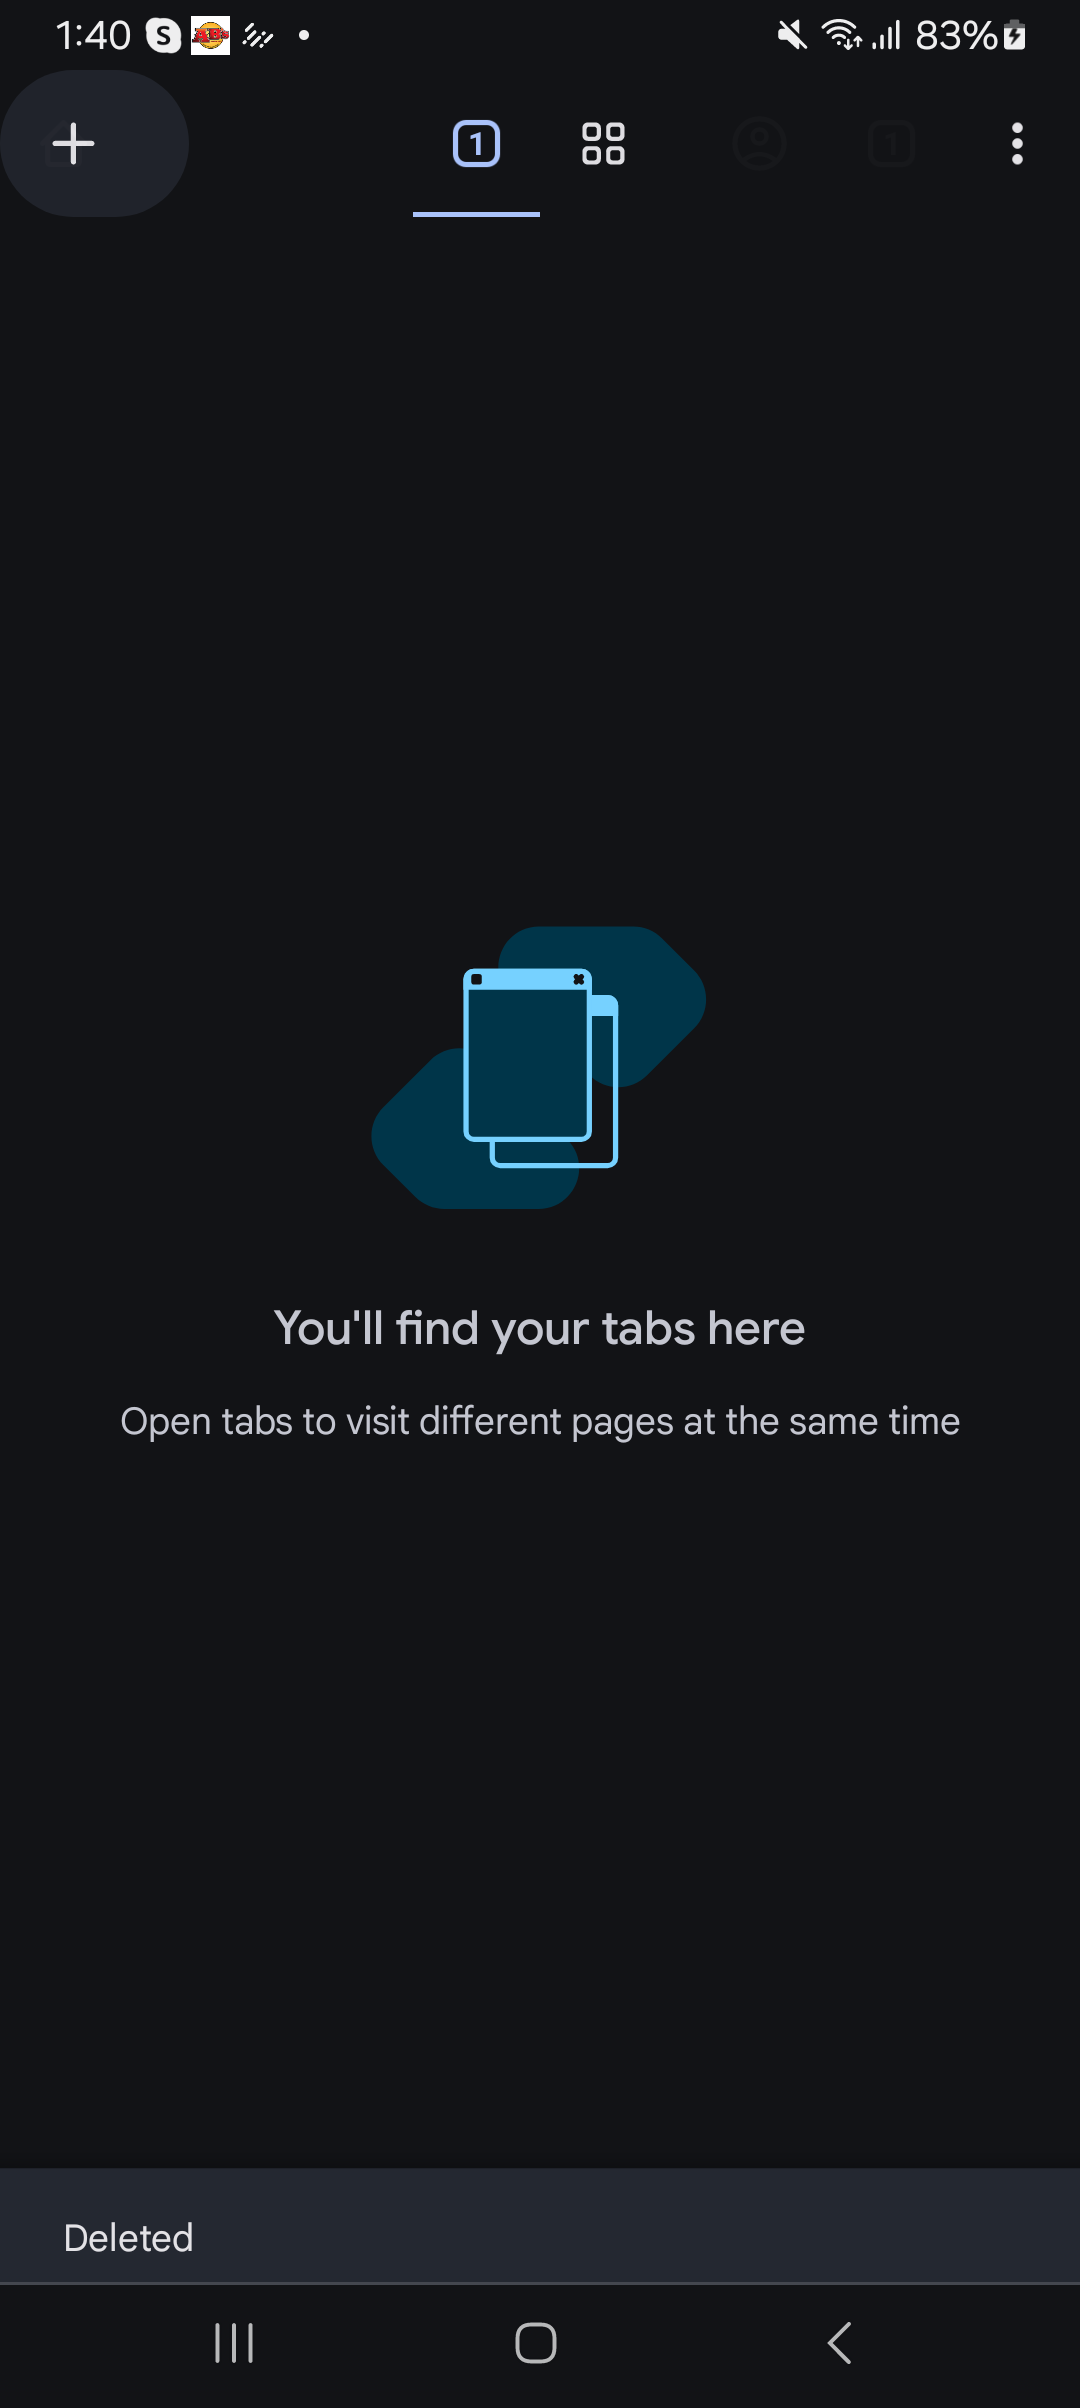 1:40 S 83%
1 1
You'll find your tabs here
Open tabs to visit different pages at the same time
Deleted